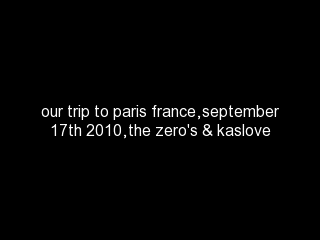 our trip to paris france,september
17th 2010,the zero's & kaslove